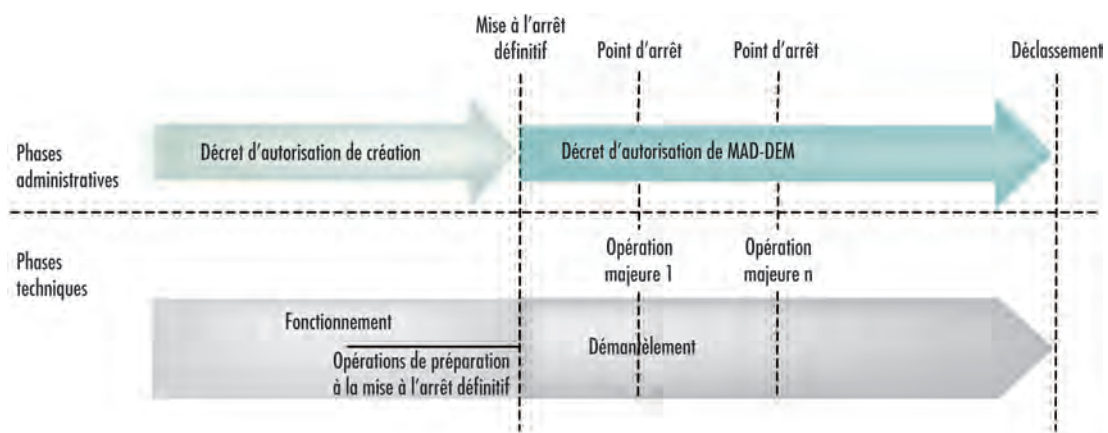 Mise à l'arrêt
définitif
Point d'arrêt
Point d'arrêt
Déclassement
Phases
administratives
Décret d'autorisation de création
Décret d'autorisation de MAD-DEM
Phases
techniques
Opération
majeure 1
Opération
majeure n
Fonctionnement
Opérations de préparation
à la mise à l'arrêt définitif
Démantèlement